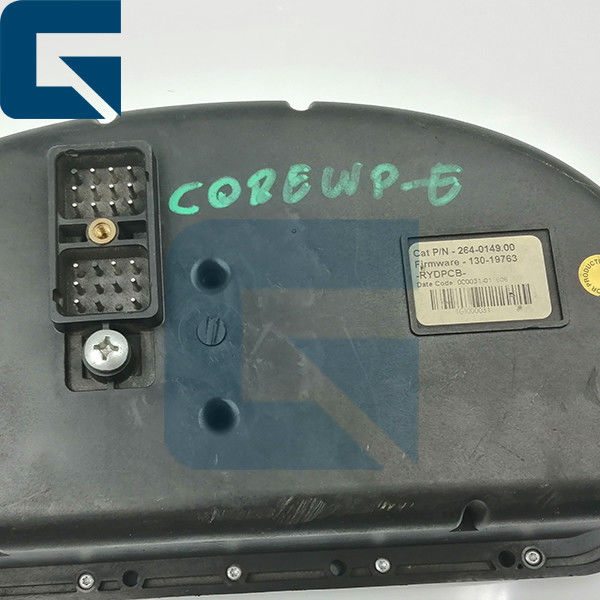 COREWP-E
Cat P/N - 264-0149.00
Firmware - 130-19763
-RYDPCB-